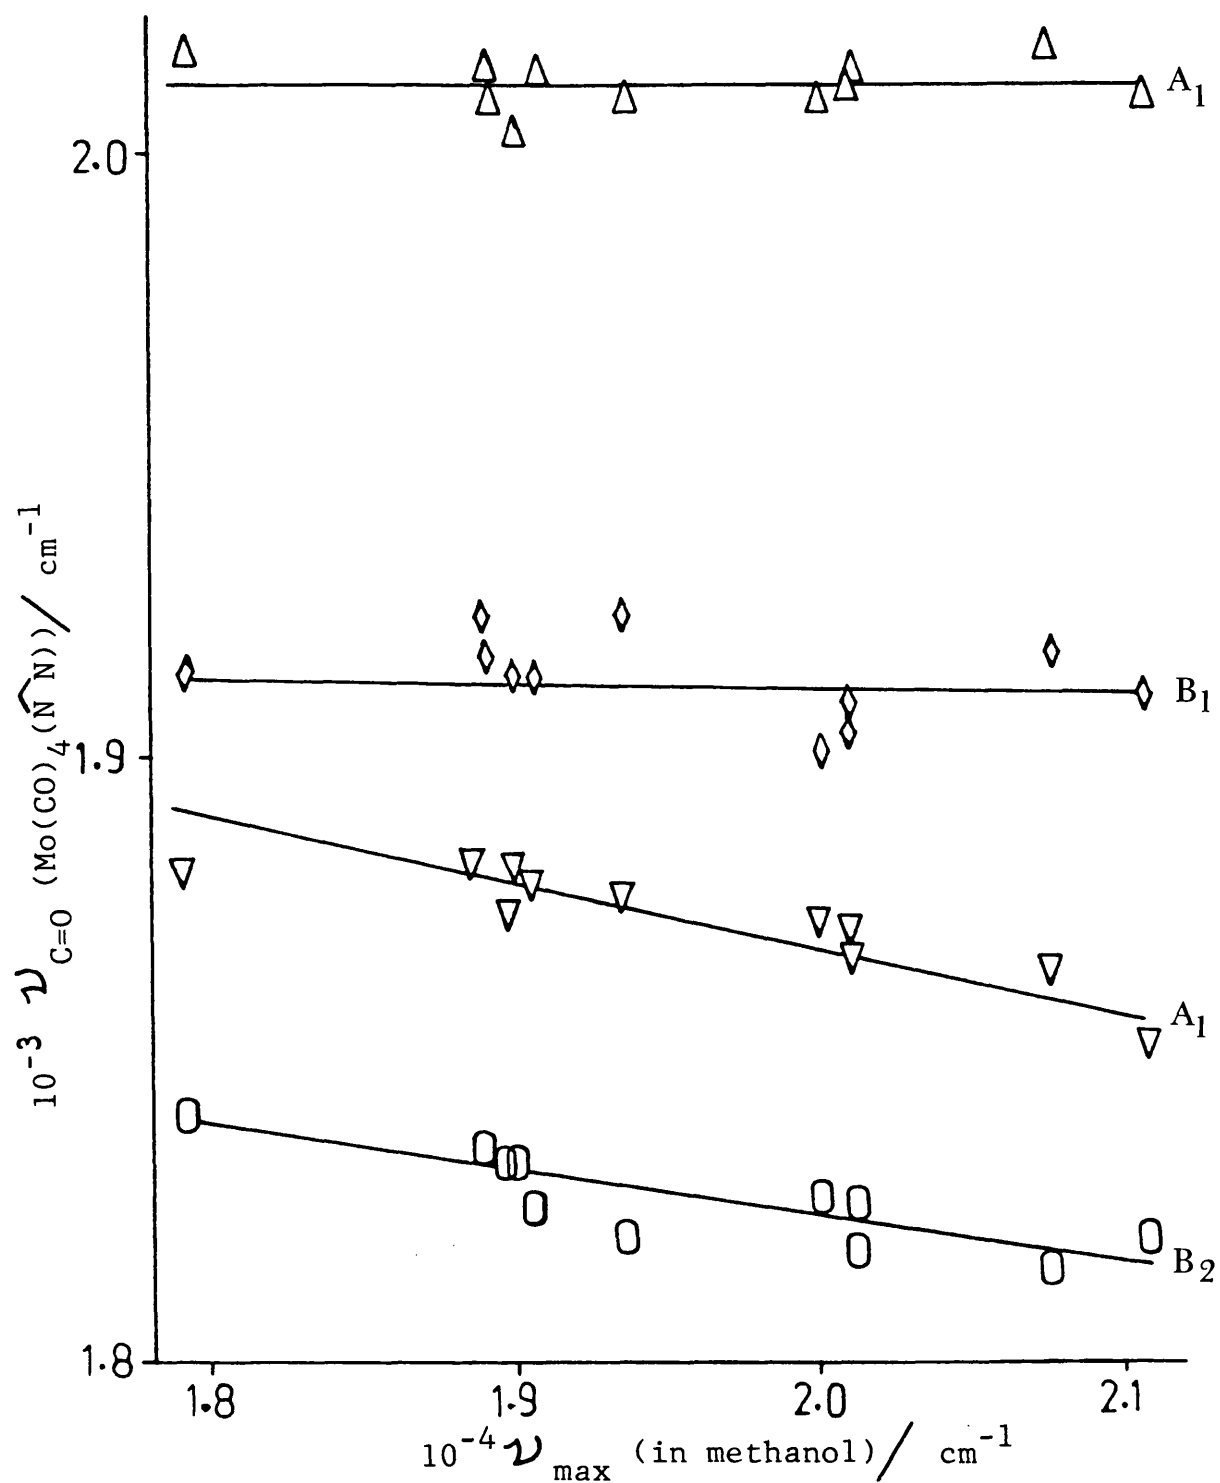 A1
2.0
B1
1.9
A1
B2
1.8
1.8 1.9 2.0 2.1
10-3 ν C=O (Mo(CO)4(N N))/ cm-1
10-4 ν max (in methanol)/ cm-1